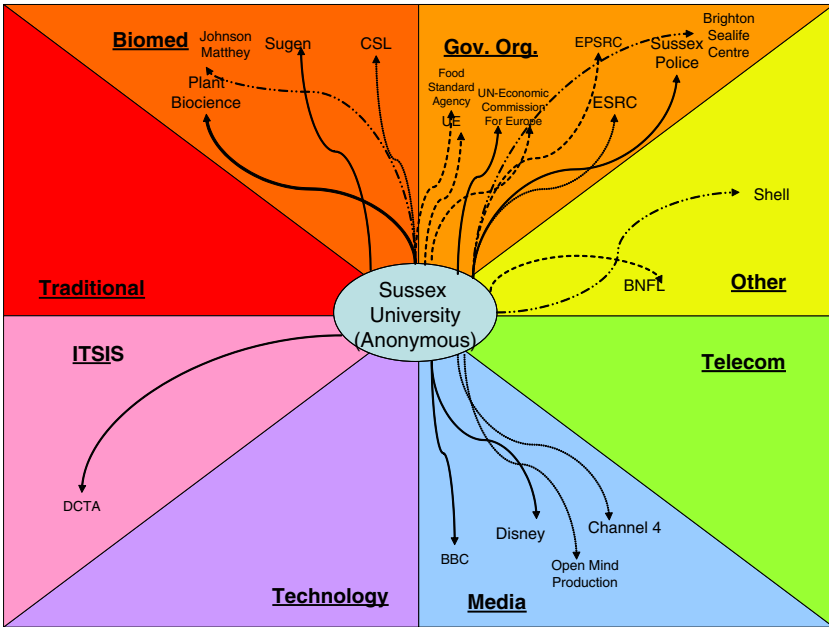 Biomed
Johnson
Matthey
Sugen
CSL
Plant
Biocience
Gov. Org.
Food
Standard
Agency
UE
UN-Economic
Commission
For Europe
EPSRC
ESRC
Sussex
Police
Brighton
Sealife
Centre
Shell
BNFL
Other
Traditional
Sussex
University
(Anonymous)
ITSIS
Telecom
DCTA
BBC
Disney
Open Mind
Production
Channel 4
Technology
Media